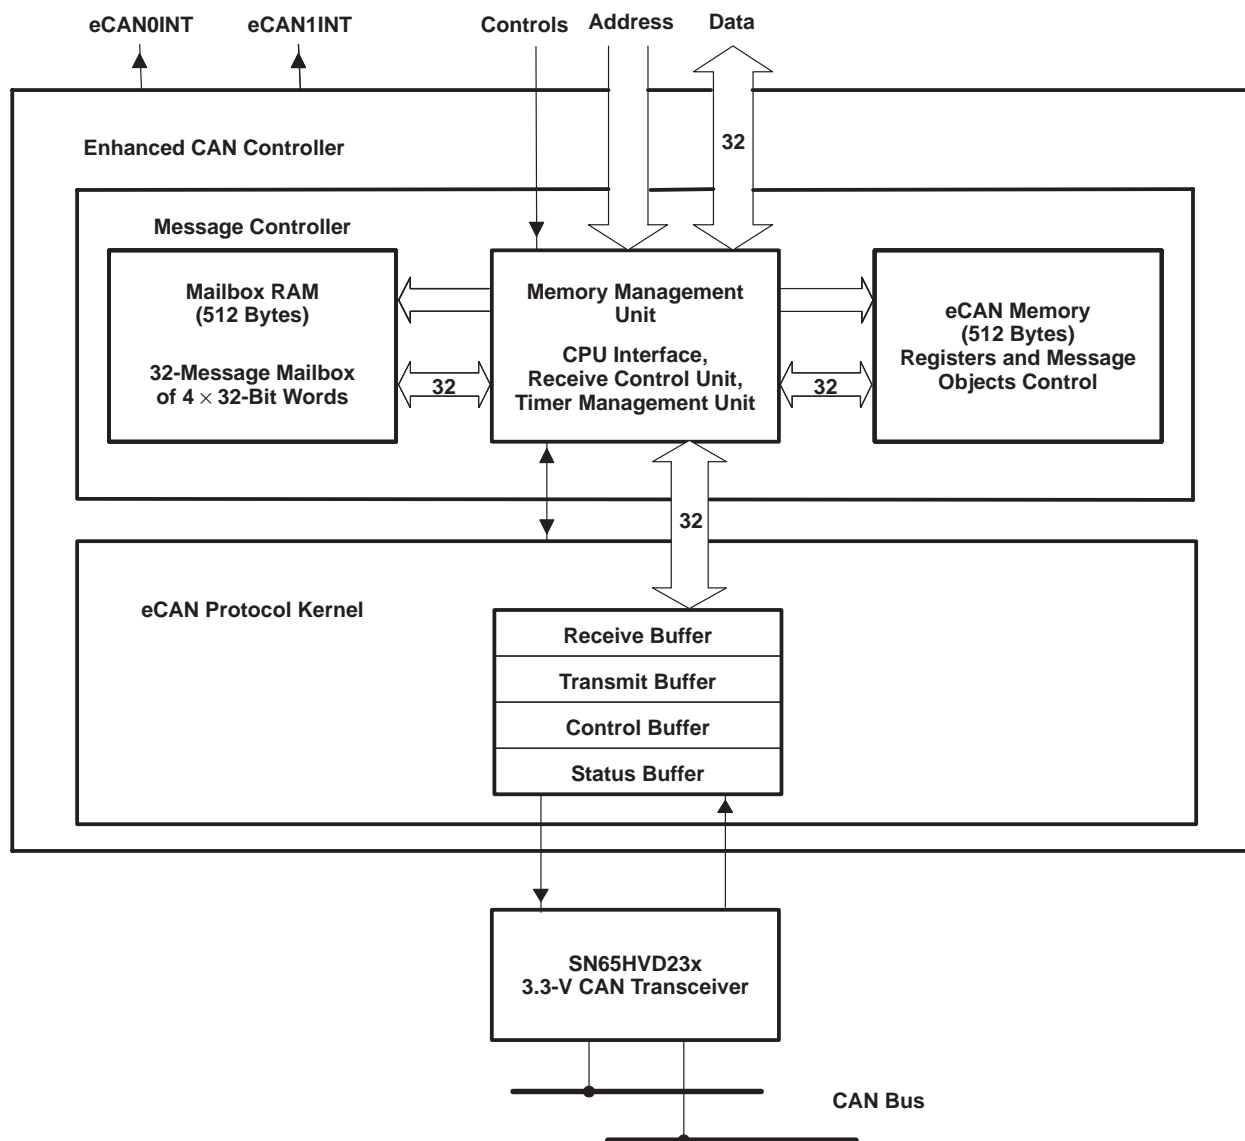 eCAN0INT eCAN1INT Controls Address Data
32
Enhanced CAN Controller
Message Controller
Mailbox RAM
(512 Bytes)
32-Message Mailbox
of 4 × 32-Bit Words
32
Memory Management
Unit
CPU Interface,
Receive Control Unit,
Timer Management Unit
32
eCAN Memory
(512 Bytes)
Registers and Message
Objects Control
32
eCAN Protocol Kernel
Receive Buffer
Transmit Buffer
Control Buffer
Status Buffer
SN65HVD23x
3.3-V CAN Transceiver
CAN Bus